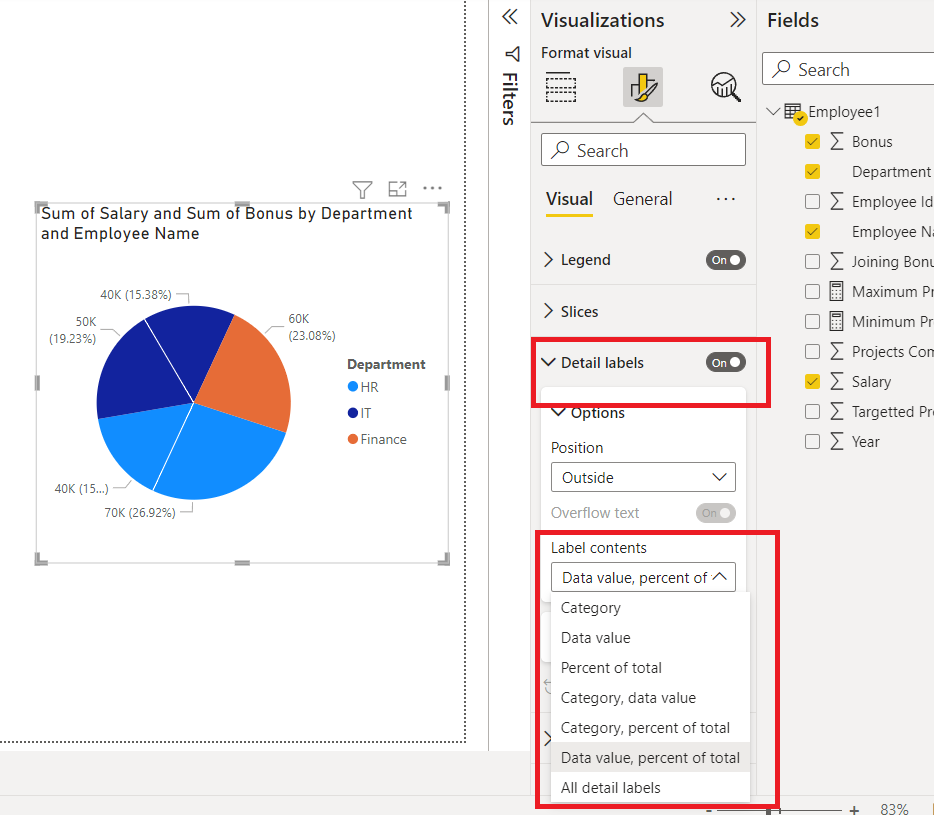 Sum of Salary and Sum of Bonus by Department
and Employee Name
40K (15.38%)
50K
(19.23%)
60K
(23.08%)
40K (15...)
70K (26.92%)
Department
HR
IT
Finance
Filters
Visualizations
Format visual
Search
Visual
General
Legend
On
Slices
Detail labels
On
Options
Position
Outside
Overflow text
On
Label contents
Data value, percent of
Category
Data value
Percent of total
Category, data value
Category, percent of total
Data value, percent of total
All detail labels
Fields
Search
Employee1
Bonus
Department
Employee Id
Employee Na
Joining Bonu
Maximum Pr
Minimum Pr
Projects Com
Salary
Targetted Pro
Year
83%